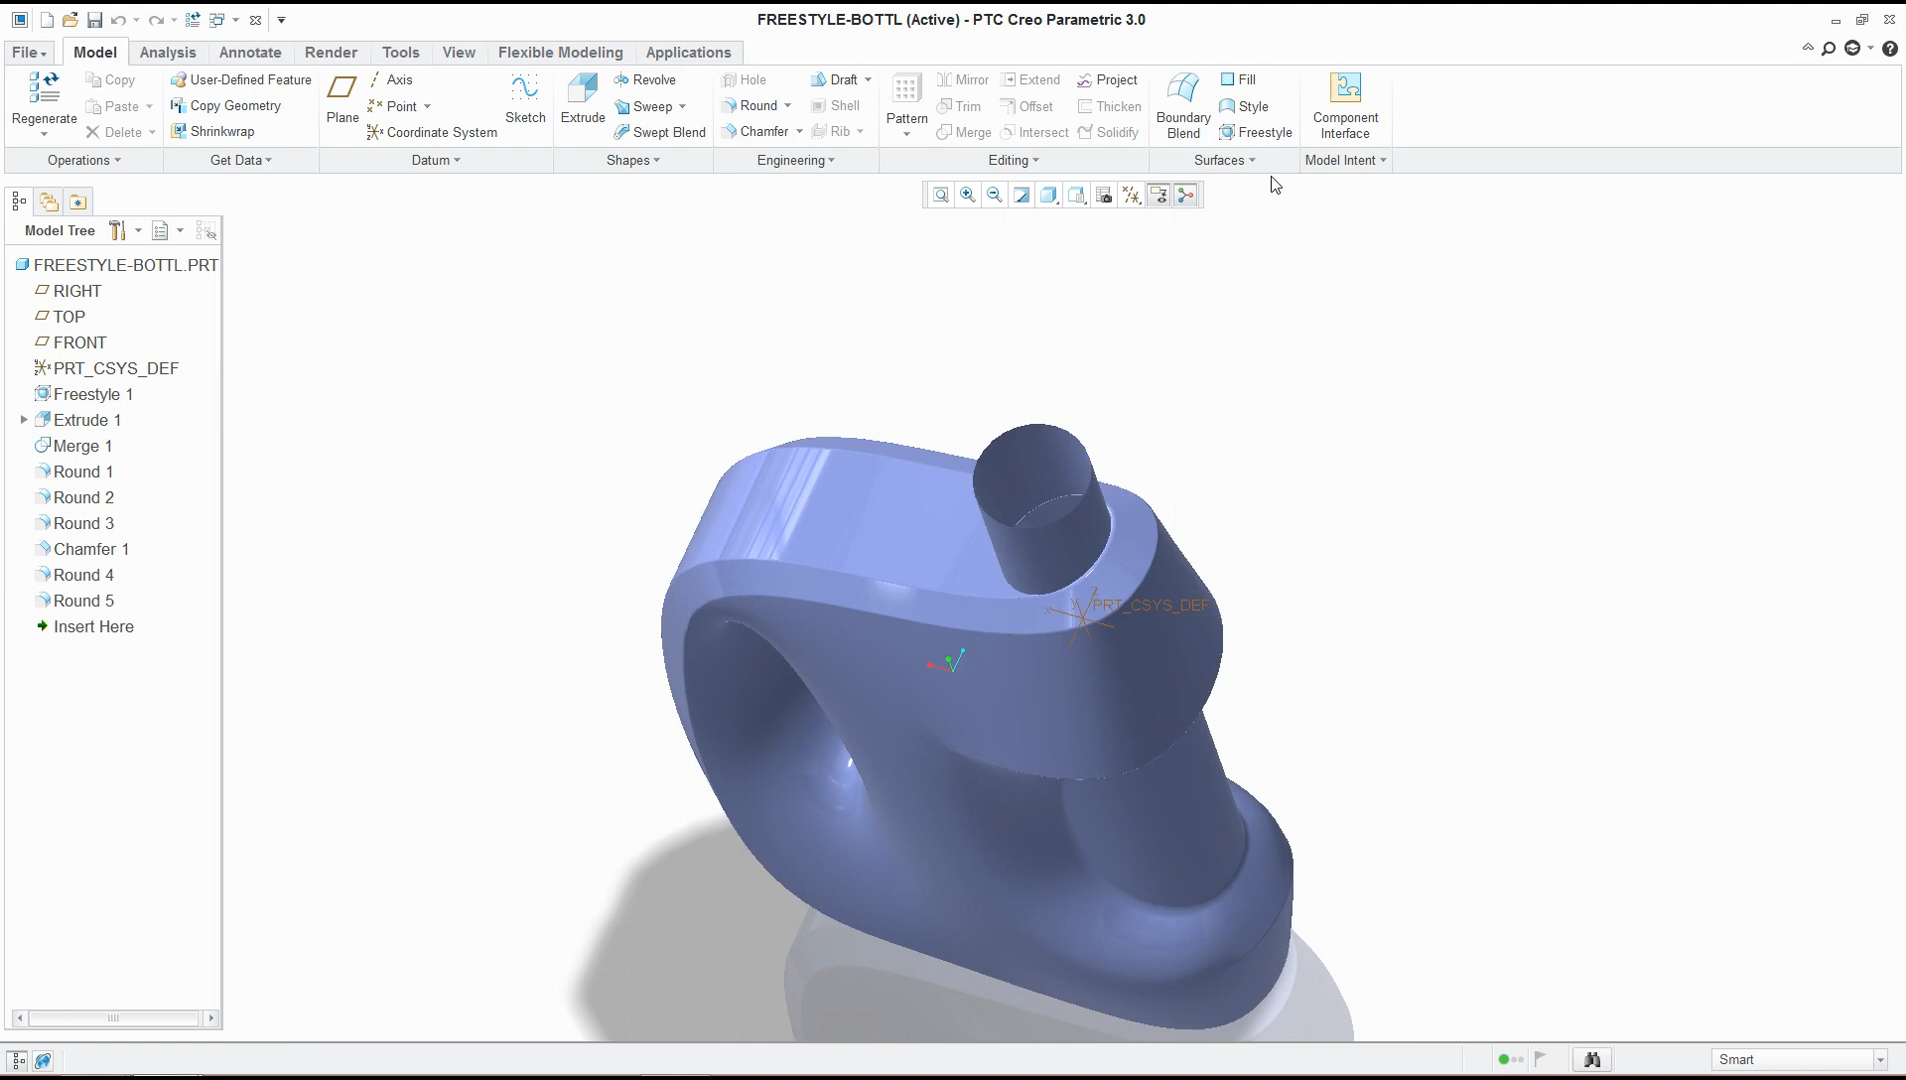 FREESTYLE-BOTTL (Active) - PTC Creo Parametric 3.0
File Model Analysis Annotate Render Tools View Flexible Modeling Applications
Regenerate
Copy
Paste
Delete
Operations
User-Defined Feature
Copy Geometry
Shrinkwrap
Get Data
Plane
Axis
Point
Coordinate System
Sketch
Datum
Extrude
Revolve
Sweep
Swept Blend
Shapes
Hole
Round
Chamfer
Draft
Shell
Rib
Engineering
Pattern
Mirror
Trim
Merge
Extend
Offset
Intersect
Project
Thicken
Solidify
Editing
Boundary
Blend
Fill
Style
Freestyle
Surfaces
Component
Interface
Model Intent
Model Tree
FREESTYLE-BOTTL.PRT
RIGHT
TOP
FRONT
PRT_CSYS_DEF
Freestyle 1
Extrude 1
Merge 1
Round 1
Round 2
Round 3
Chamfer 1
Round 4
Round 5
Insert Here
PRT_CSYS_DEF
Smart